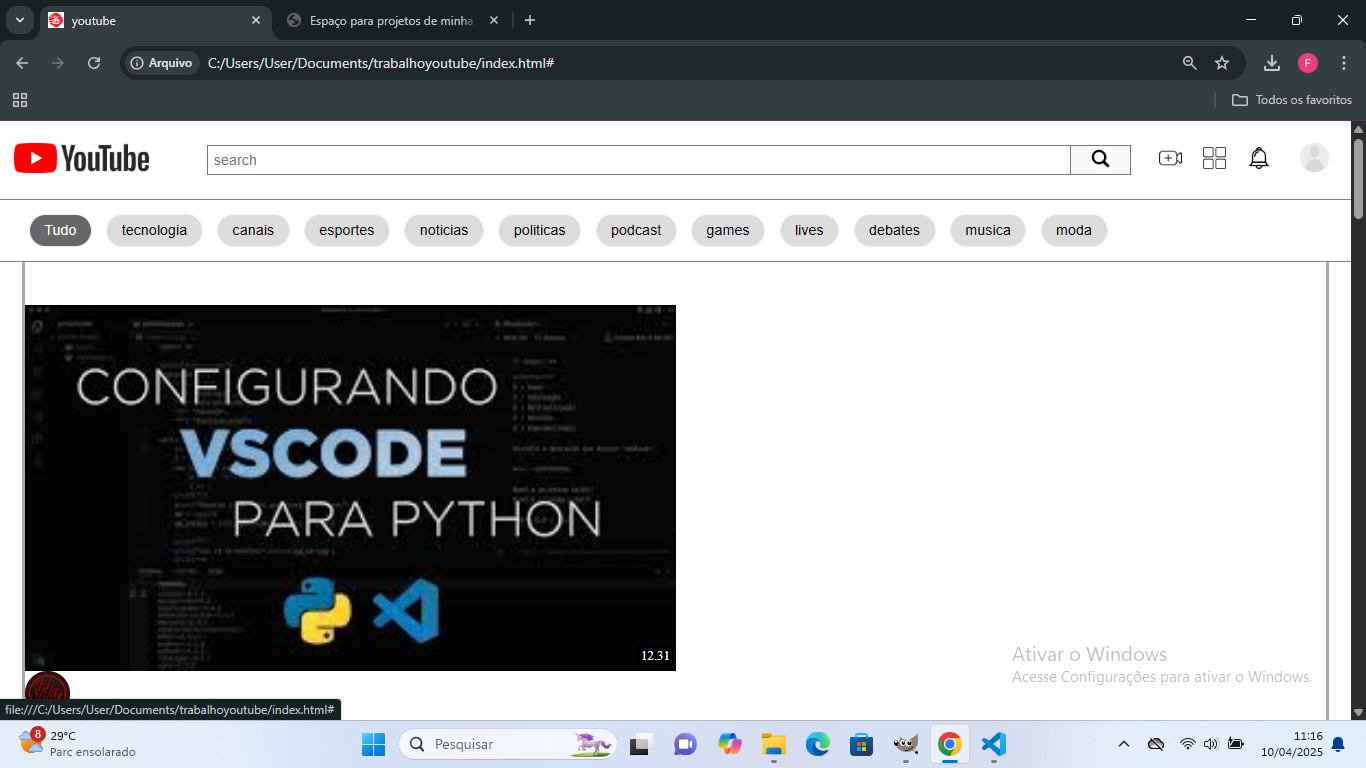 youtube
Espaço para projetos de minha
Arquivo
C:/Users/User/Documents/trabalhoyoutube/index.html#
F
Todos os favoritos
YouTube
search
Tudo tecnologia canais esportes noticias politicas podcast games lives debates musica moda
CONFIGURANDO
VSCODE
PARA PYTHON
12.31
Ativar o Windows
Acesse Configurações para ativar o Windows.
file:///C:/Users/User/Documents/trabalhoyoutube/index.html#
8
29°C
Parc ensolarado
Pesquisar
11:16
10/04/2025